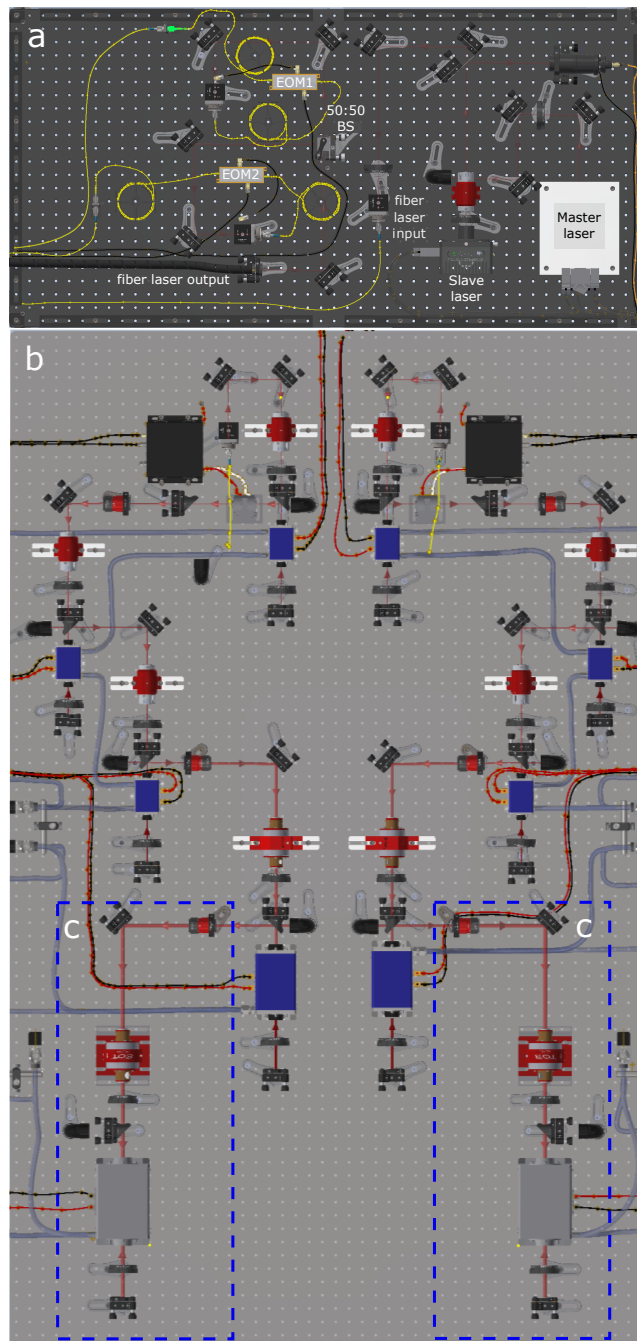 a
EOM1
50:50
BS
EOM2
fiber
laser
input
Master
laser
fiber laser output
Slave
laser
b
C
C